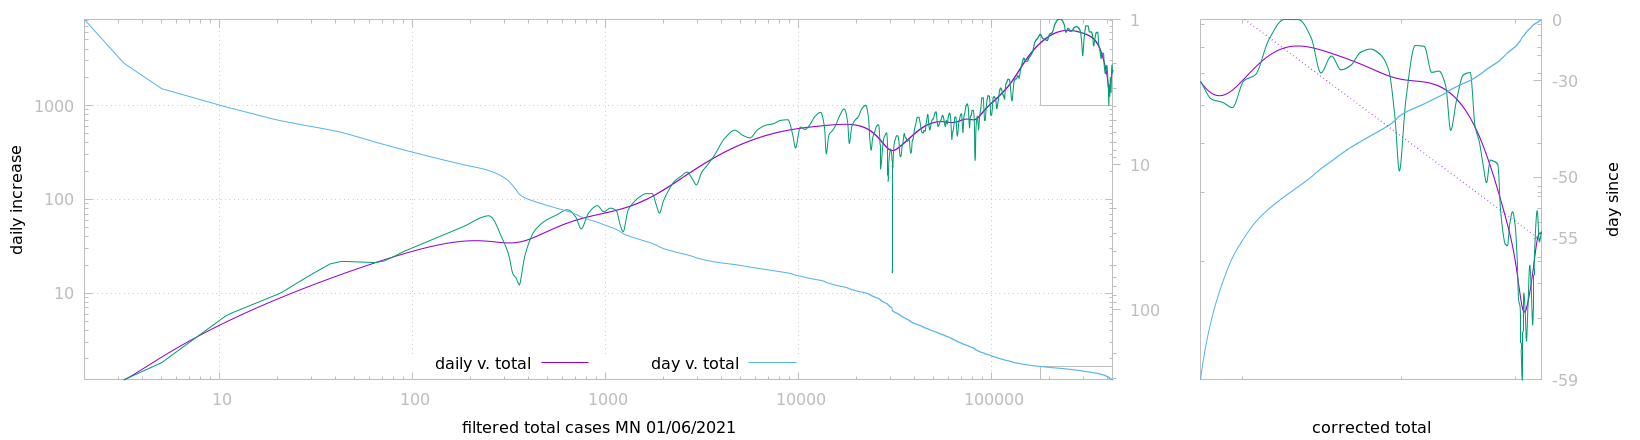 daily increase
1000
100
10
10
100
1000
10000
100000
1
10
100
daily v. total
day v. total
filtered total cases MN 01/06/2021
0
-30
-50
-55
-59
day since
corrected total